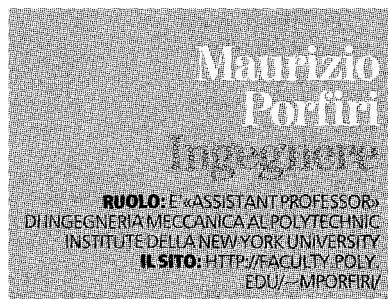 Maurizio
Porfiri
Ingegnere
RUOLO: E' «ASSISTANT PROFESSOR»
DI INGEGNERIA MECCANICA AL POLYTECHNIC
INSTITUTE DELLA NEW YORK UNIVERSITY
IL SITO: HTTP://FACULTY.POLY.
EDU/~MPORFIRI/